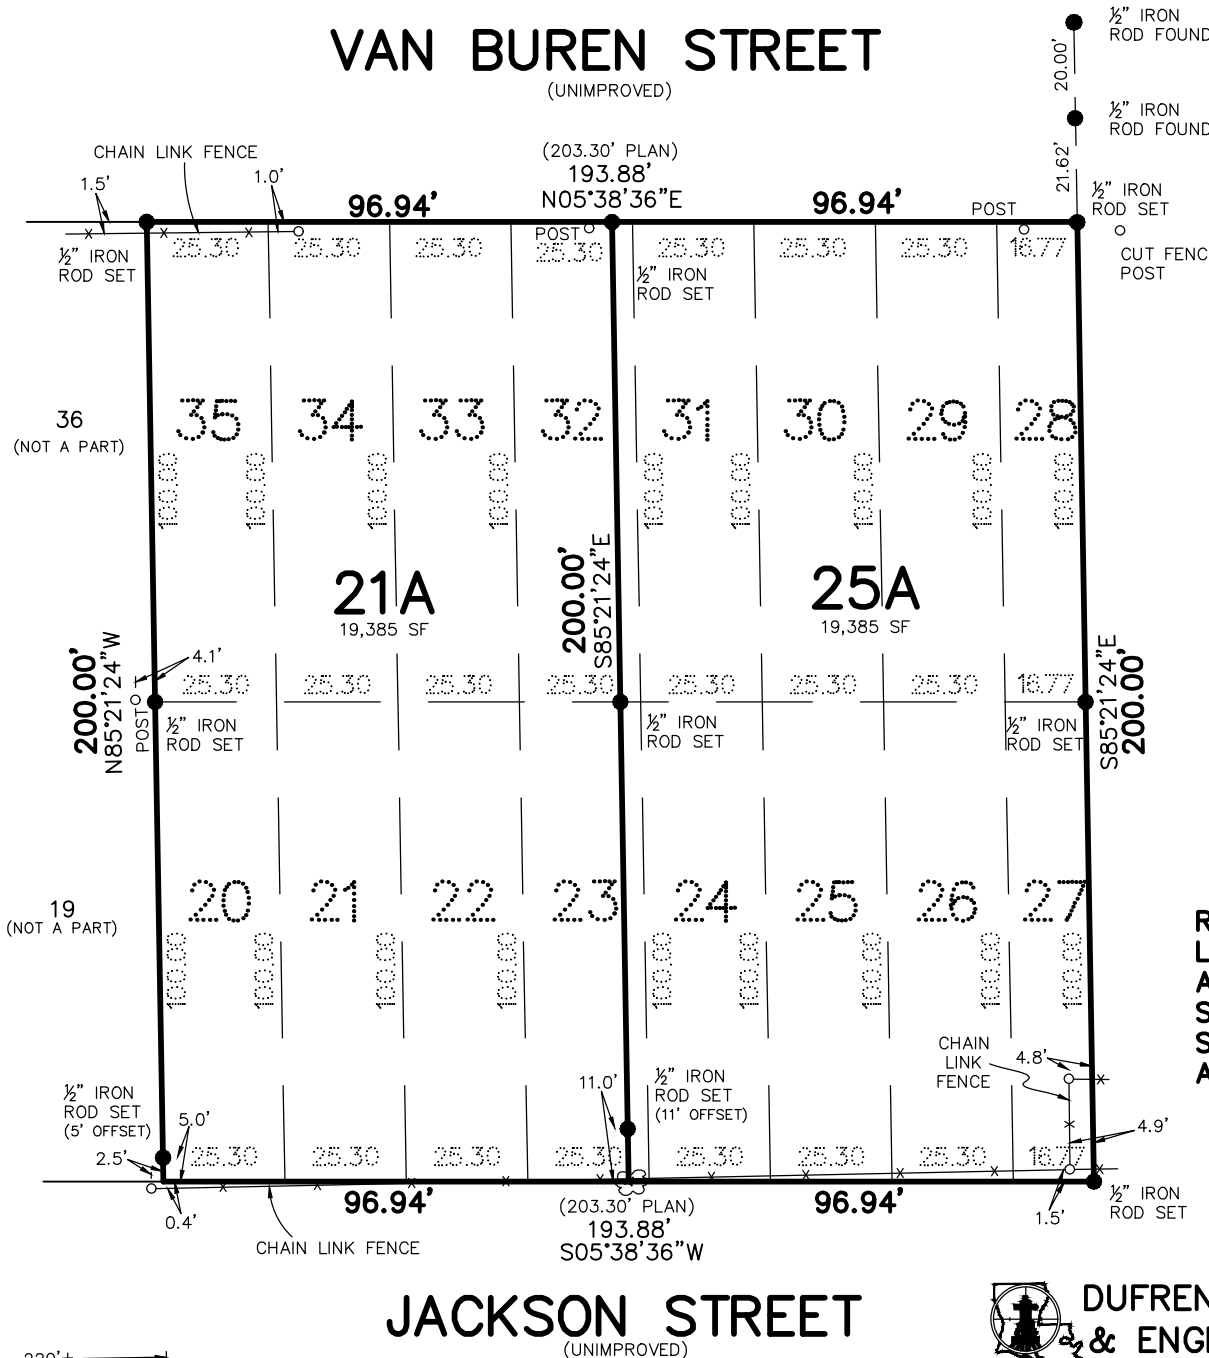 VAN BUREN STREET
(UNIMPROVED)
½" IRON
ROD FOUND
20.00'
½" IRON
ROD FOUND
21.62'
½" IRON
ROD SET
CUT FENC
POST
CHAIN LINK FENCE
1.5'
1.0'
(203.30' PLAN)
193.88'
N05°38'36"E
96.94'
96.94'
POST
POST
½" IRON
ROD SET
½" IRON
ROD SET
25.30 25.30 25.30 25.30 25.30 25.30 25.30 16.77
36
(NOT A PART)
35 34 33 32 31 30 29 28
100.00 100.00 100.00 100.00 100.00 100.00 100.00 100.00 100.00
21A
19,385 SF
25A
19,385 SF
200.00'
S85°21'24"E
200.00'
N85°21'24"W
4.1'
POST
S85°21'24"E
200.00'
25.30 25.30 25.30 25.30 25.30 25.30 25.30 16.77
½" IRON
ROD SET
½" IRON
ROD SET
½" IRON
ROD SET
19
(NOT A PART)
20 21 22 23 24 25 26 27
100.00 100.00 100.00 100.00 100.00 100.00 100.00 100.00 100.00
R
L
A
S
S
A
CHAIN
LINK
FENCE
4.8'
4.9'
½" IRON
ROD SET
(5' OFFSET)
5.0'
2.5'
0.4'
11.0'
½" IRON
ROD SET
(11' OFFSET)
25.30 25.30 25.30 25.30 25.30 25.30 25.30 16.77
96.94'
96.94'
(203.30' PLAN)
193.88'
S05°38'36"W
CHAIN LINK FENCE
1.5'
½" IRON
ROD SET
JACKSON STREET
(UNIMPROVED)
DUFREN
& ENGI